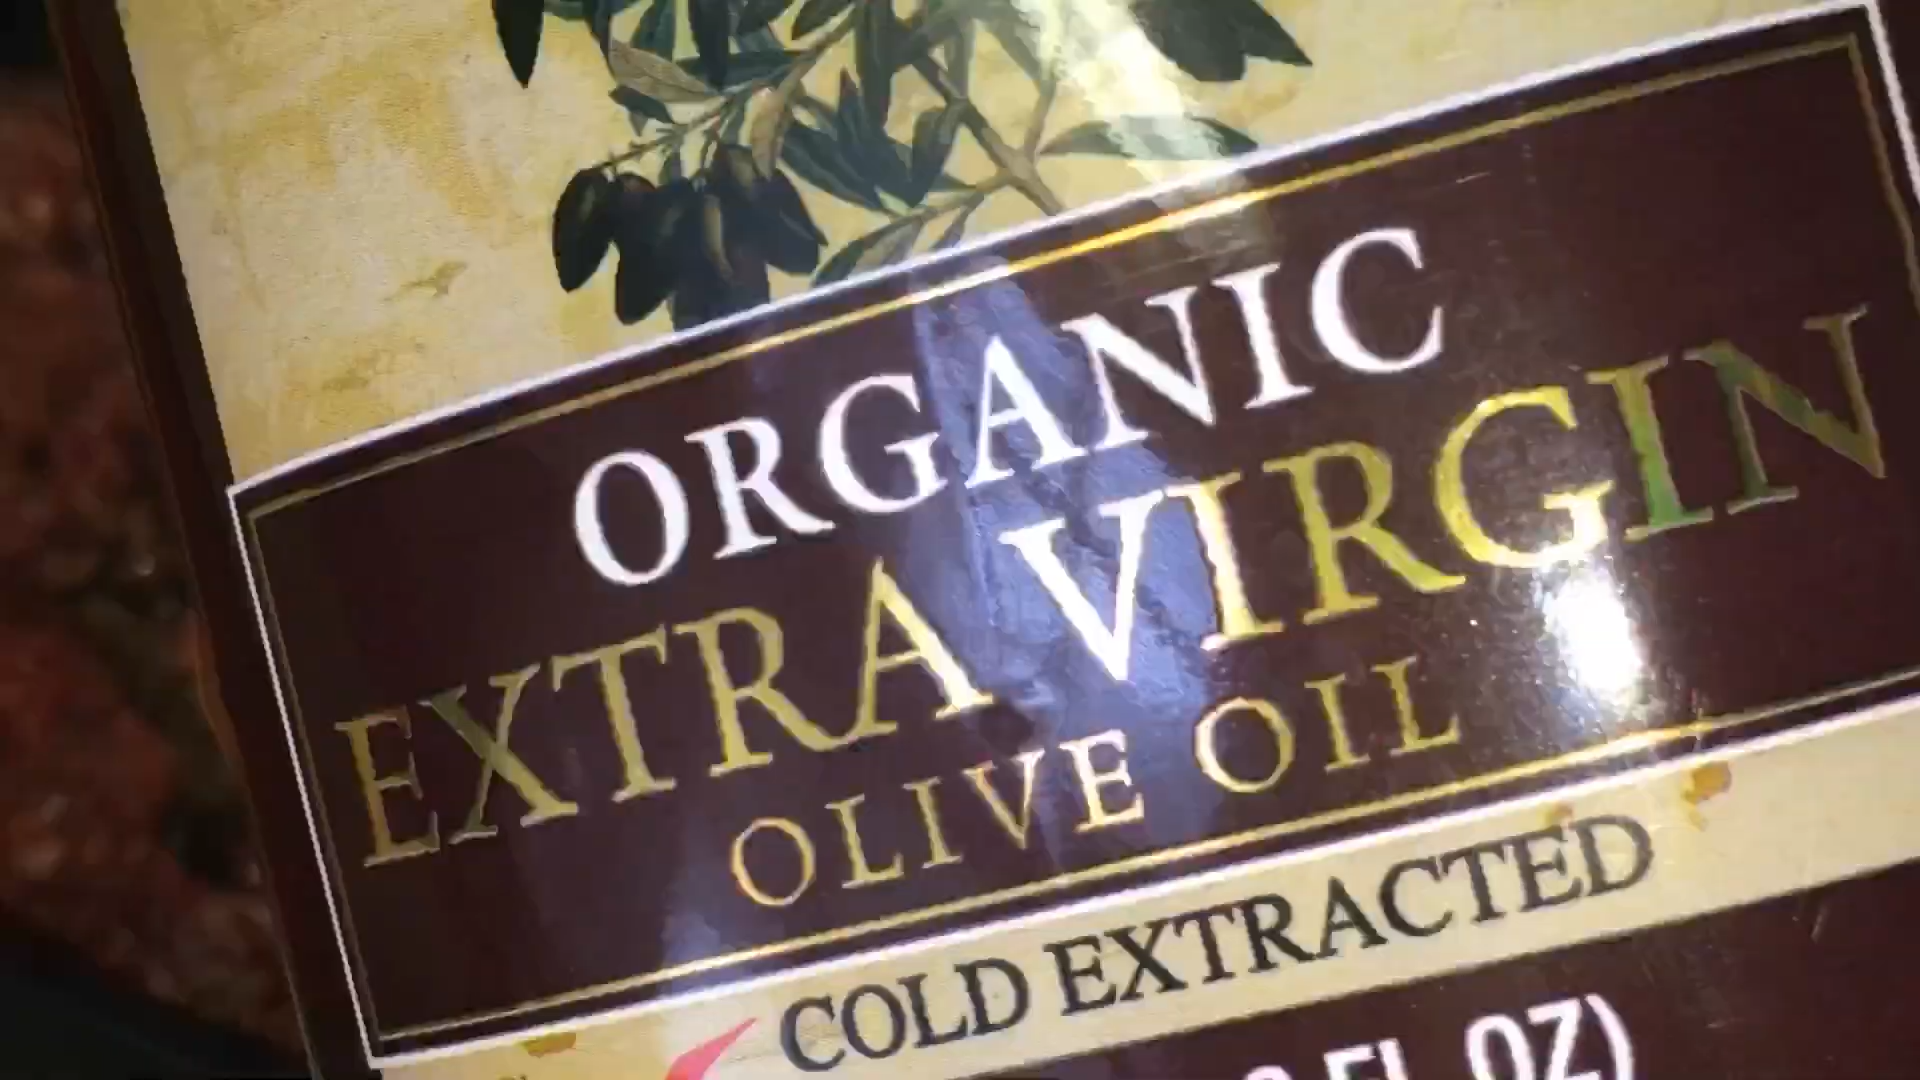 ORGANIC
EXTRA VIRGIN
OLIVE OIL
COLD EXTRACTED
FL OZ)